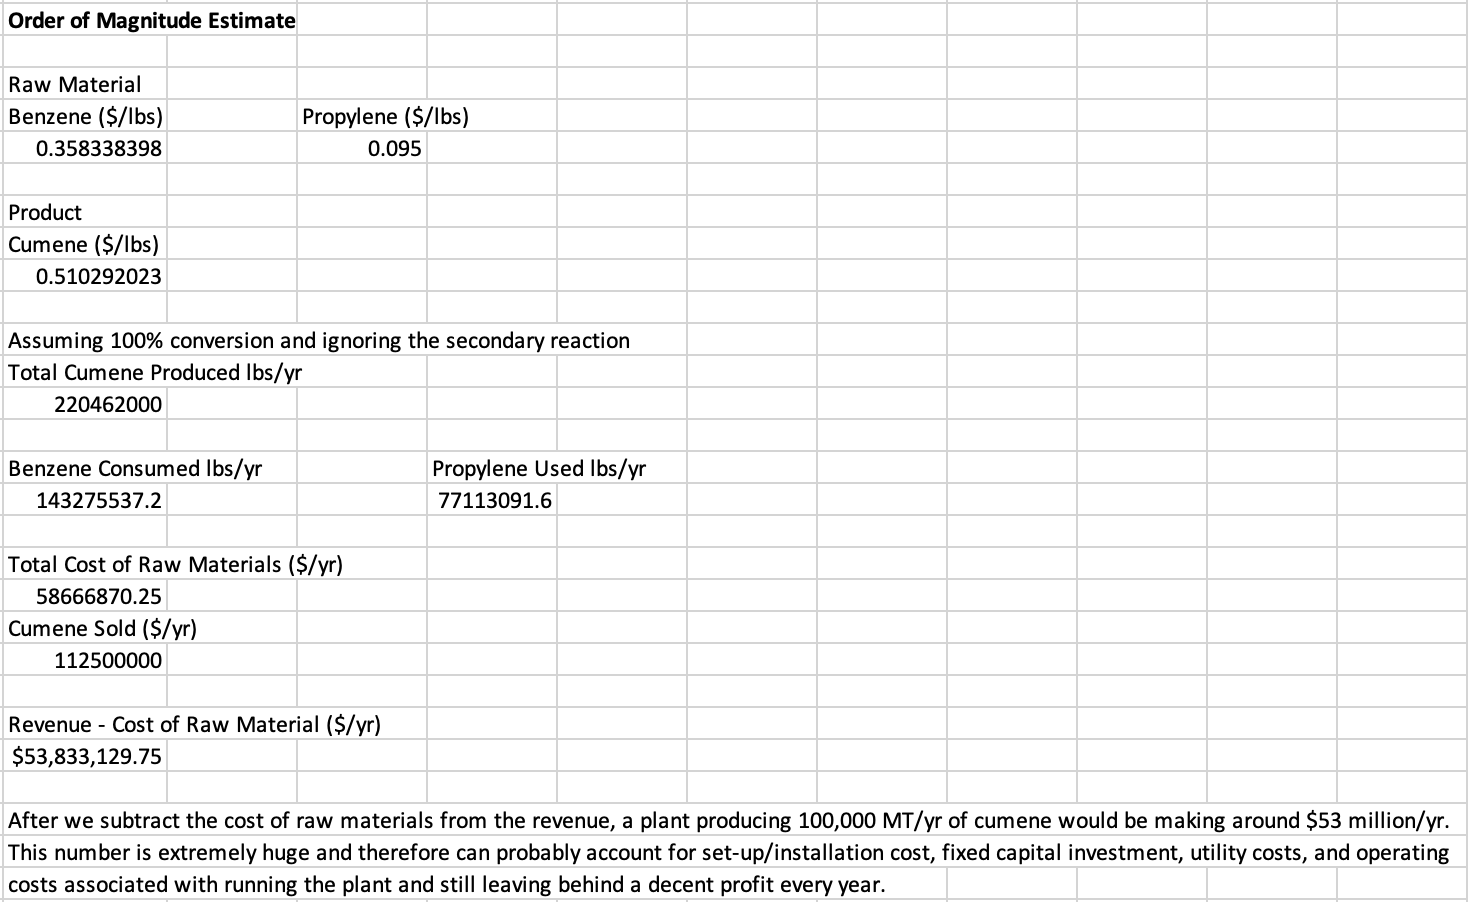 Order of Magnitude Estimate
Raw Material
Benzene ($/lbs) Propylene ($/lbs)
0.358338398 0.095
Product
Cumene ($/lbs)
0.510292023
Assuming 100% conversion and ignoring the secondary reaction
Total Cumene Produced lbs/yr
220462000
Benzene Consumed lbs/yr Propylene Used lbs/yr
143275537.2 77113091.6
Total Cost of Raw Materials ($/yr)
58666870.25
Cumene Sold ($/yr)
112500000
Revenue - Cost of Raw Material ($/yr)
$53,833,129.75
After we subtract the cost of raw materials from the revenue, a plant producing 100,000 MT/yr of cumene would be making around $53 million/yr.
This number is extremely huge and therefore can probably account for set-up/installation cost, fixed capital investment, utility costs, and operating
costs associated with running the plant and still leaving behind a decent profit every year.